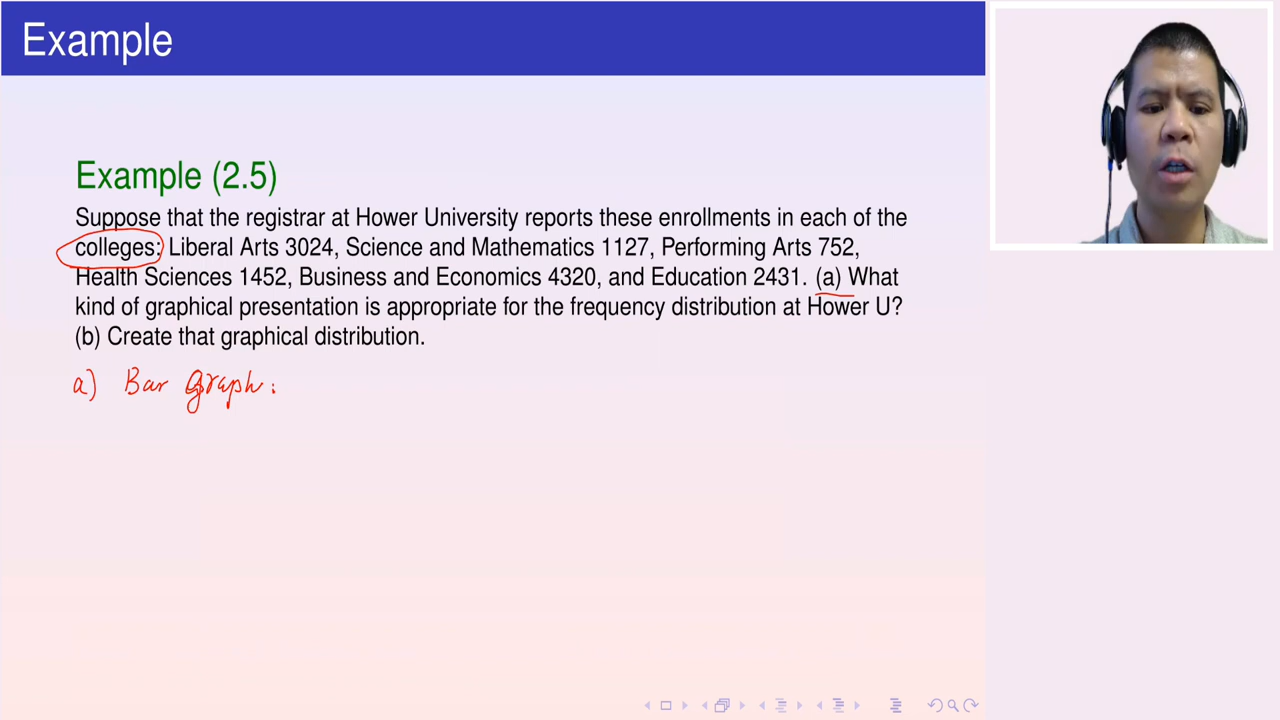 Example
Example (2.5)
Suppose that the registrar at Hower University reports these enrollments in each of the
colleges: Liberal Arts 3024, Science and Mathematics 1127, Performing Arts 752,
Health Sciences 1452, Business and Economics 4320, and Education 2431. (a) What
kind of graphical presentation is appropriate for the frequency distribution at Hower U?
(b) Create that graphical distribution.
a) Bar Graph: